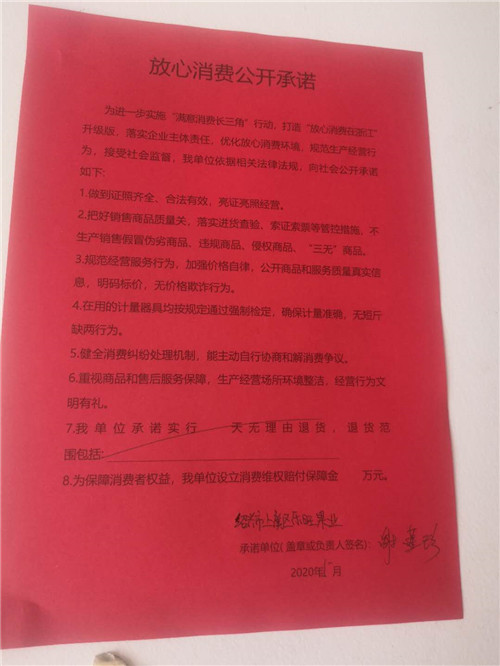 放心消费公开承诺
为进一步实施“满意消费长三角”行动，打造“放心消费在浙江”
升级版，落实企业主体责任，优化放心消费环境，规范生产经营行
为，接受社会监督，我单位依据相关法律法规，向社会公开承诺
如下：
1.做到证照齐全、合法有效，亮证亮照经营。
2.把好销售商品质量关，落实进货查验、索证索票等管控措施，不
生产销售假冒伪劣商品、违规商品、侵权商品、“三无”商品。
3.规范经营服务行为，加强价格自律，公开商品和服务质量真实信
息，明码标价，无价格欺诈行为。
4.在用的计量器具均按规定通过强制检定，确保计量准确，无短斤
缺两行为。
5.健全消费纠纷处理机制，能主动自行协商和解消费争议。
6.重视商品和售后服务保障，生产经营场所环境整洁，经营行为文
明有礼。
7.我单位承诺实行 天无理由退货，退货范
围包括:
8.为保障消费者权益，我单位设立消费维权赔付保障金 万元。
绍兴市上虞区 果业
承诺单位(盖章或负责人签名):
2020年 月